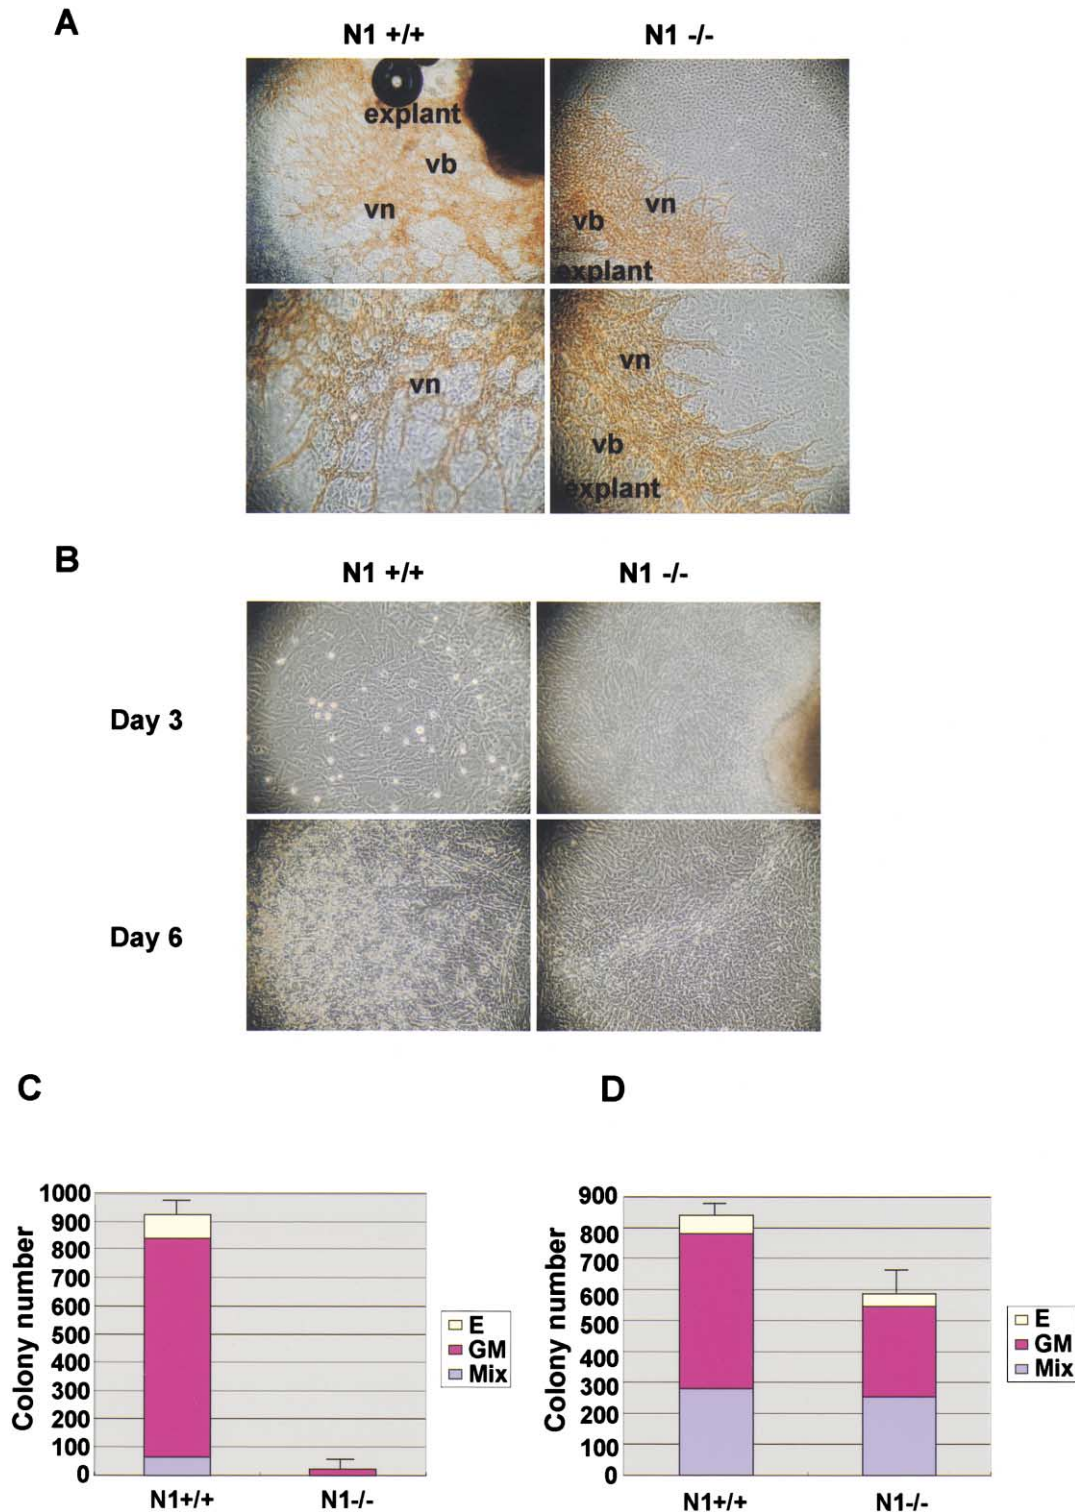 A
N1 +/+
N1 -/-
explant
vb
vn
vn
vb
explant
vn
vn
vb
explant
B
N1 +/+
N1 -/-
Day 3
Day 6
C
Colony number
1000
900
800
700
600
500
400
300
200
100
0
N1+/+
N1-/-
E
GM
Mix
D
Colony number
900
800
700
600
500
400
300
200
100
0
N1+/+
N1-/-
E
GM
Mix